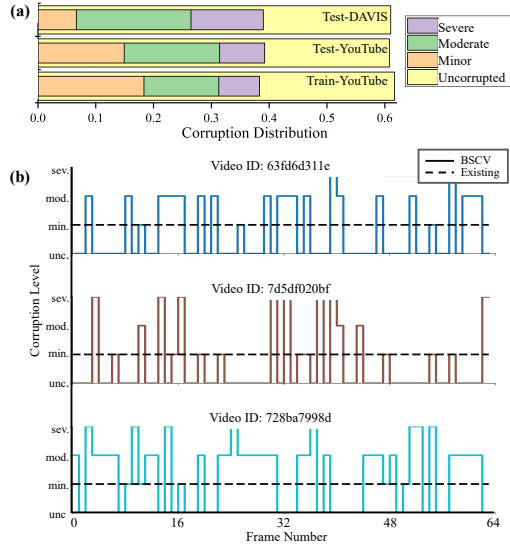 (a)
Test-DAVIS
Test-YouTube
Train-YouTube
Severe
Moderate
Minor
Uncorrupted
0.0 0.1 0.2 0.3 0.4 0.5 0.6
Corruption Distribution
(b)
BSCV
Existing
Video ID: 63fd6d311e
sev.
mod.
min.
unc.
Video ID: 7d5df020bf
sev.
mod.
min.
unc.
Video ID: 728ba7998d
sev.
mod.
min.
unc
Corruption Level
0 16 32 48 64
Frame Number